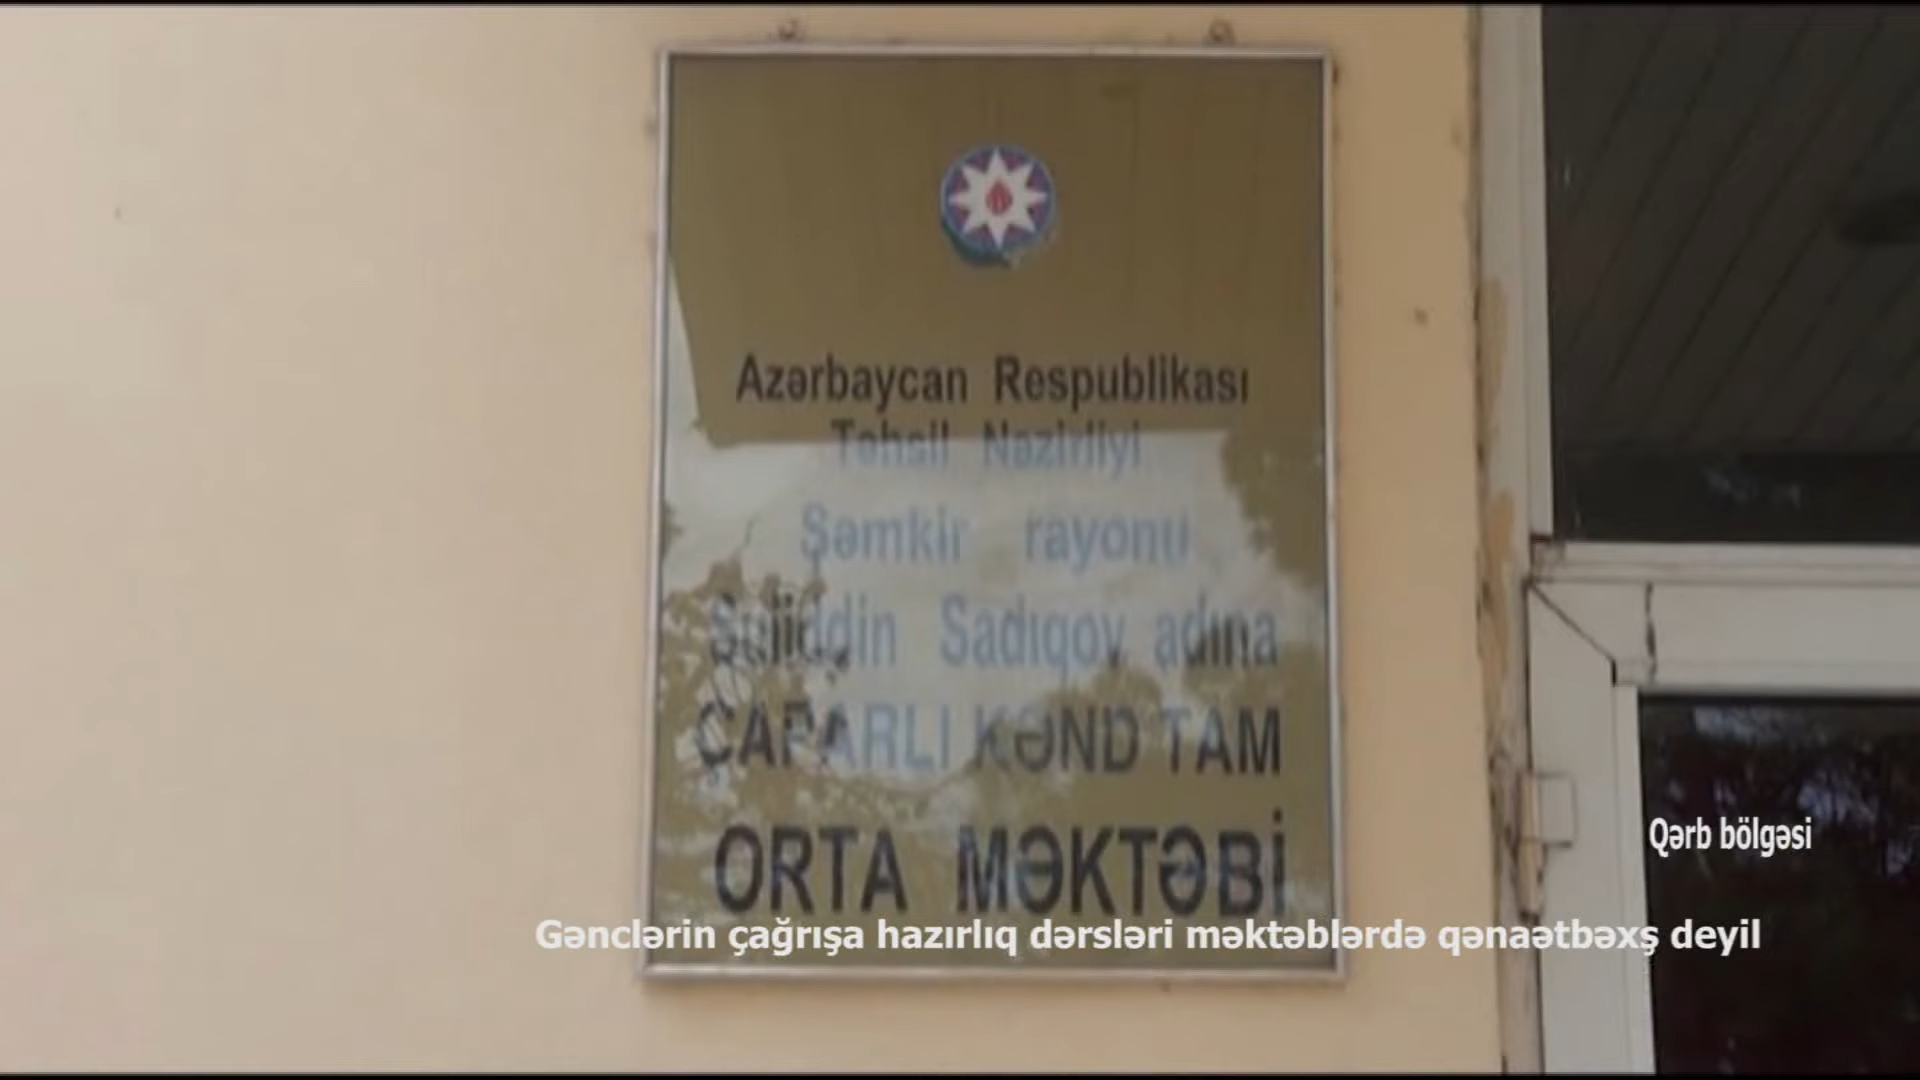 Azərbaycan Respublikası
Təhsil Nəzirliyi
Şəmkir rayonu
Sadıqov adına
ÇAPARLI KƏND TAM
ORTA MƏKTƏBİ
Qərb bölgəsi
Gənclərin çağrışa hazırlıq dərsləri məktəblərdə qənaətbəxş deyil